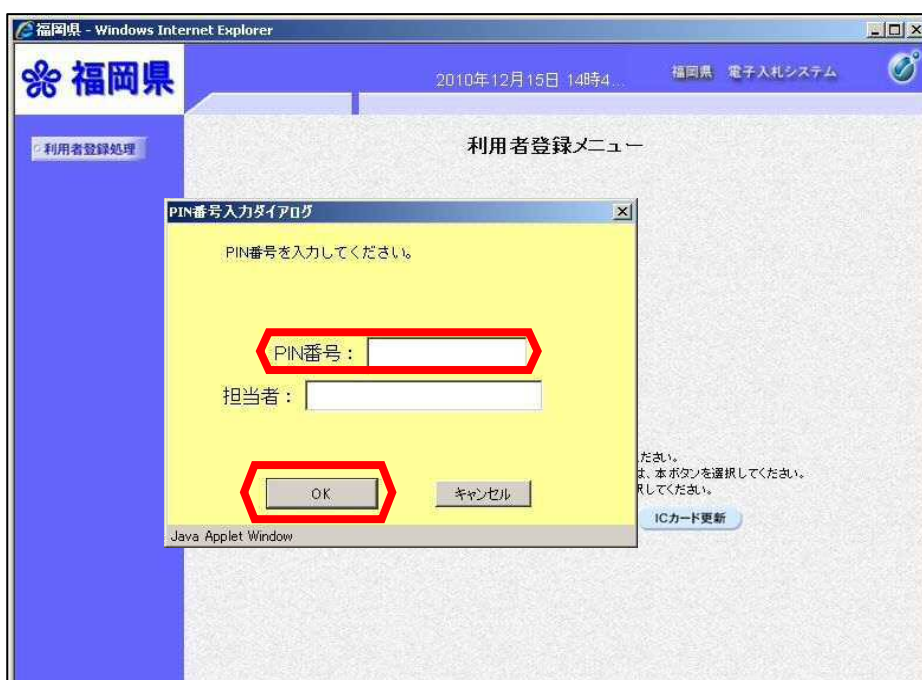 福岡県 - Windows Internet Explorer
福岡県
2010年12月15日 14時4...
福岡県 電子入札システム
利用者登録処理
利用者登録メニュー
PIN番号入力ダイアログ
PIN番号を入力してください。
PIN番号：
担当者：
OK
キャンセル
Java Applet Window
ださい。
は、本ボタンを選択してください。
択してください。
ICカード更新